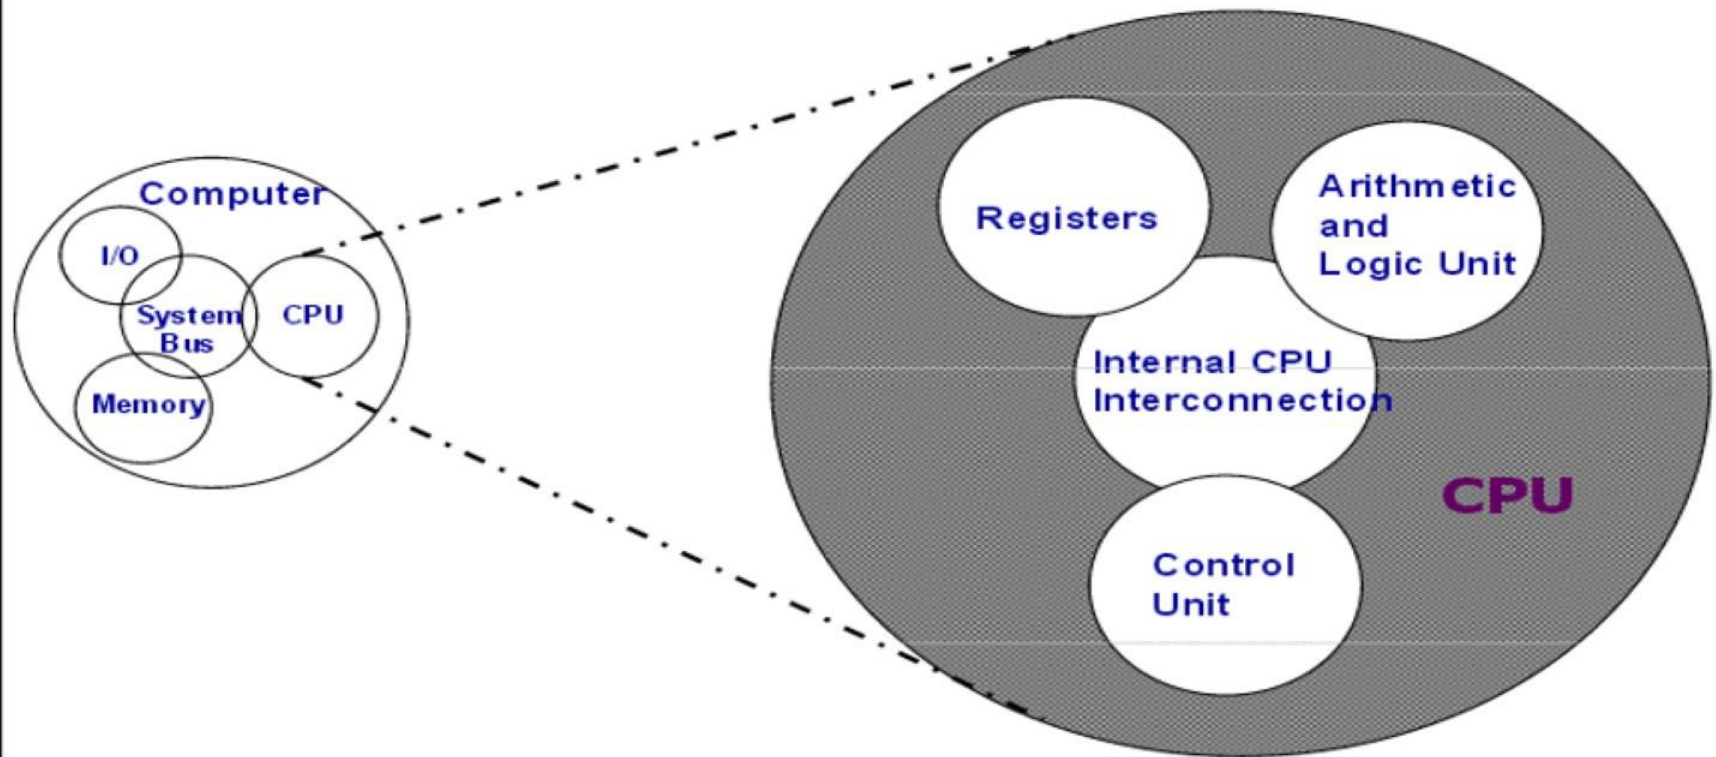 Computer
I/O
System
Bus
CPU
Memory
Registers
Arithmetic
and
Logic Unit
Internal CPU
Interconnection
CPU
Control
Unit